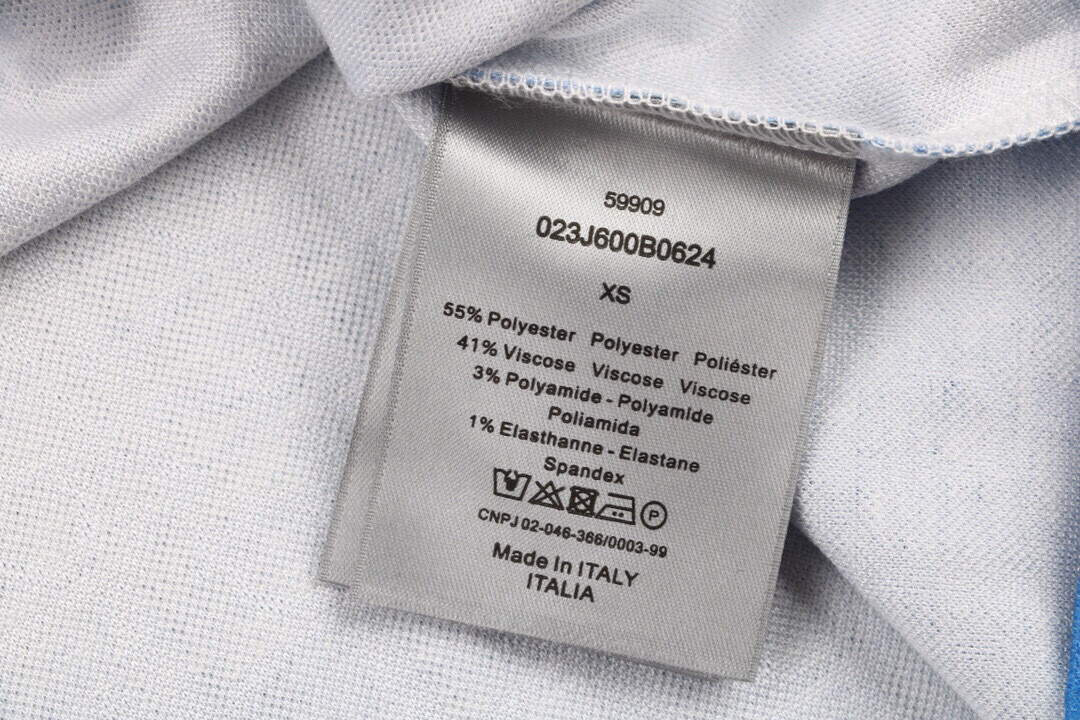 59909
023J600B0624
XS
55% Polyester Polyester Poliéster
41% Viscose Viscose Viscose
3% Polyamide - Polyamide
Poliamida
1% Elasthanne - Elastane
Spandex
P
CNPJ 02-046-366/0003-99
Made In ITALY
ITALIA